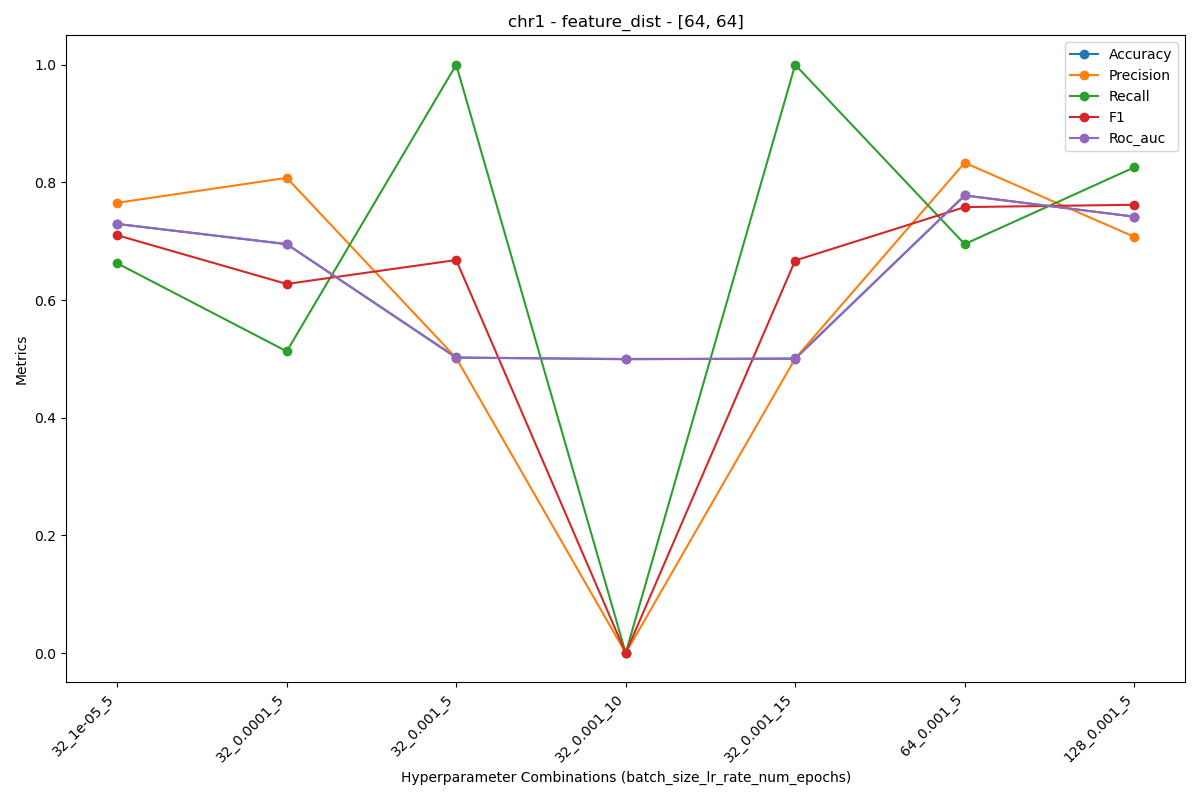 chr1 - feature_dist - [64, 64]
Accuracy
Precision
Recall
F1
Roc_auc
Metrics
1.0
0.8
0.6
0.4
0.2
0.0
32_1e-05_5
32_0.0001_5
32_0.001_5
32_0.001_10
32_0.001_15
64_0.001_5
128_0.001_5
Hyperparameter Combinations (batch_size_lr_rate_num_epochs)